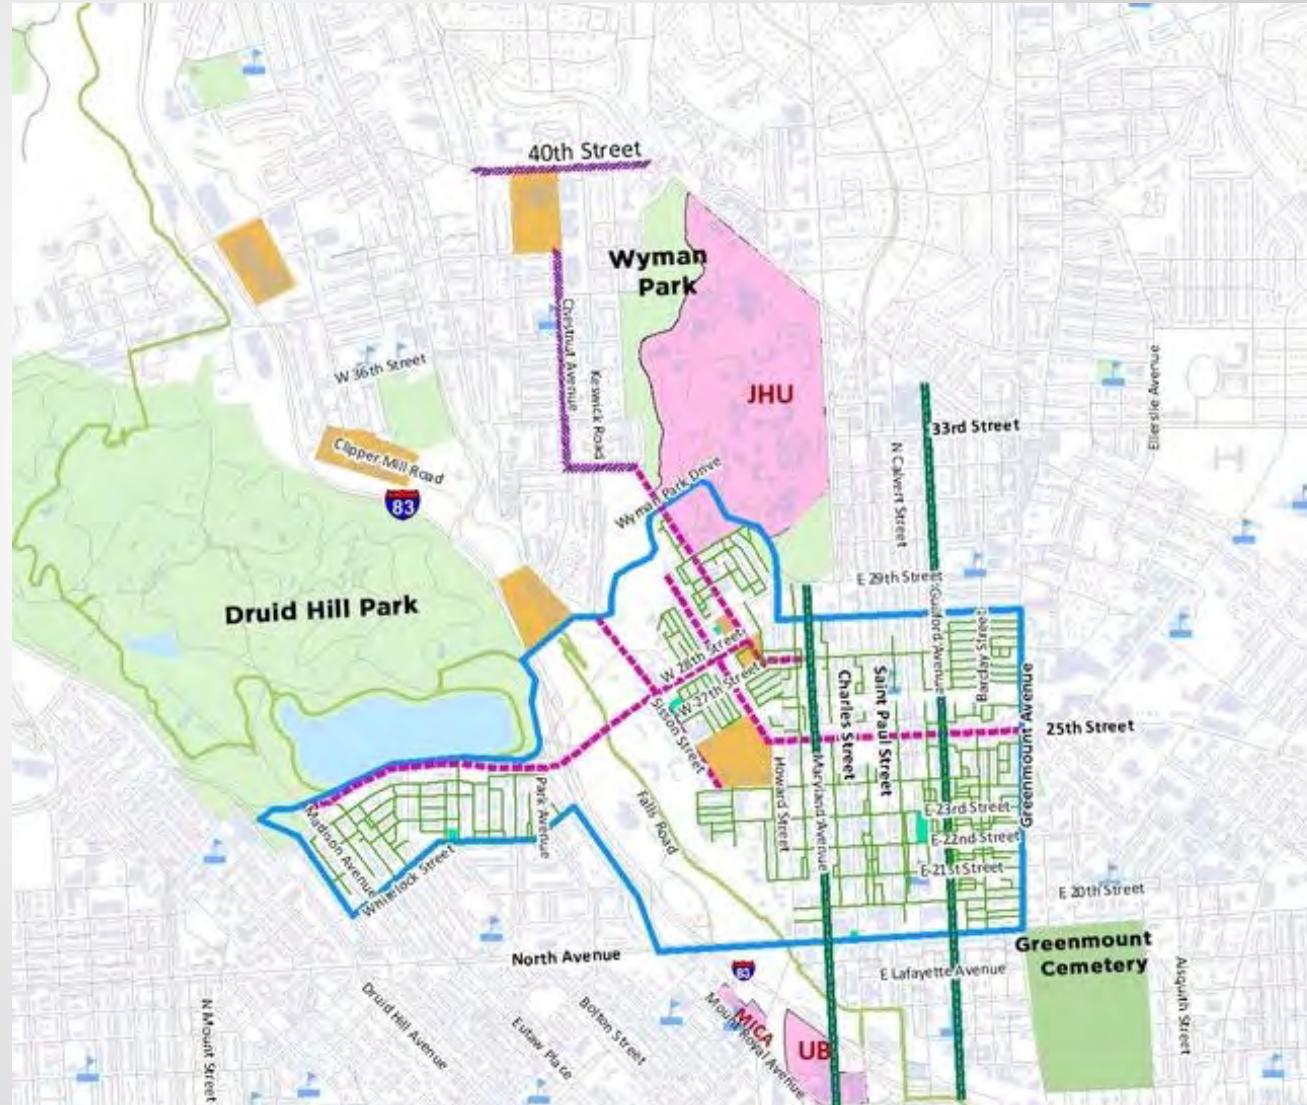 40th Street
Wyman
Park
Chestnut Avenue
Keswick Road
W 36th Street
JHU
Ellerslie Avenue
33rd Street
Clipper Mill Road
83
N Calvert Street
Wyman Park Drive
E 29th Street
Druid Hill Park
Guilford Avenue
Barclay Street
W 28th Street
W 27th Street
Sisson Street
Saint Paul Street
Charles Street
Greenmount Avenue
25th Street
Howard Street
Maryland Avenue
Park Avenue
Falls Road
Madison Avenue
Whitelock Street
E 23rd Street
E 22nd Street
E 21st Street
E 20th Street
North Avenue
Greenmount
Cemetery
83
E Lafayette Avenue
Aisquith Street
N Mount Street
Druid Hill Avenue
Eutaw Place
Bolton Street
Mount Royal Avenue
MICA
UB